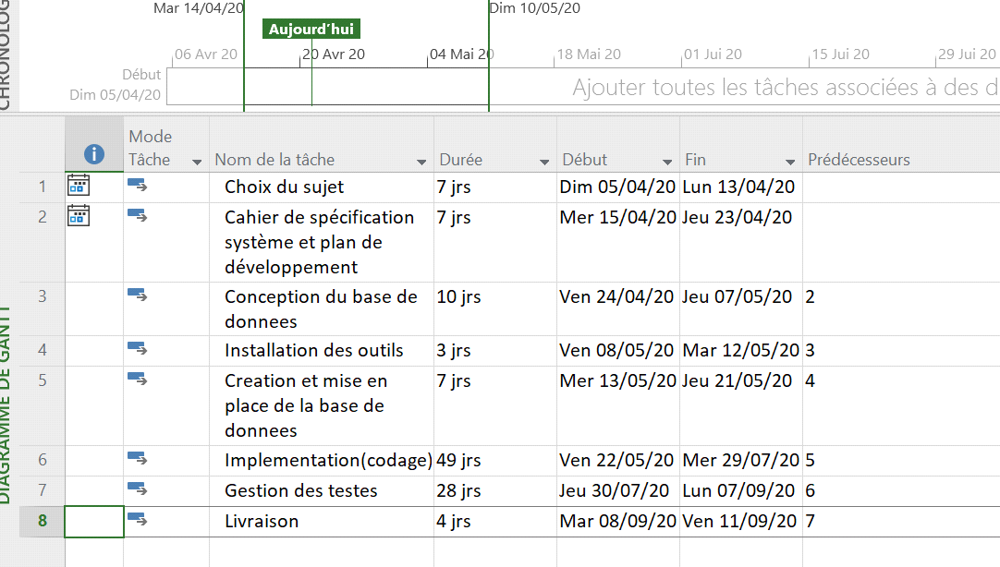 CHRONOLOG
Mar 14/04/20
Dim 10/05/20
Aujourd'hui
06 Avr 20
20 Avr 20
04 Mai 20
18 Mai 20
01 Jui 20
15 Jui 20
29 Jui 20
Début
Dim 05/04/20
Ajouter toutes les tâches associées à des d
DIAGRAMME DE GANTT
Mode Tâche Nom de la tâche Durée Début Fin Prédécesseurs
1 Choix du sujet 7 jrs Dim 05/04/20 Lun 13/04/20
2 Cahier de spécification 7 jrs Mer 15/04/20 Jeu 23/04/20
système et plan de
développement
3 Conception du base de 10 jrs Ven 24/04/20 Jeu 07/05/20 2
donnees
4 Installation des outils 3 jrs Ven 08/05/20 Mar 12/05/20 3
5 Creation et mise en 7 jrs Mer 13/05/20 Jeu 21/05/20 4
place de la base de
donnees
6 Implementation(codage) 49 jrs Ven 22/05/20 Mer 29/07/20 5
7 Gestion des testes 28 jrs Jeu 30/07/20 Lun 07/09/20 6
8 Livraison 4 jrs Mar 08/09/20 Ven 11/09/20 7